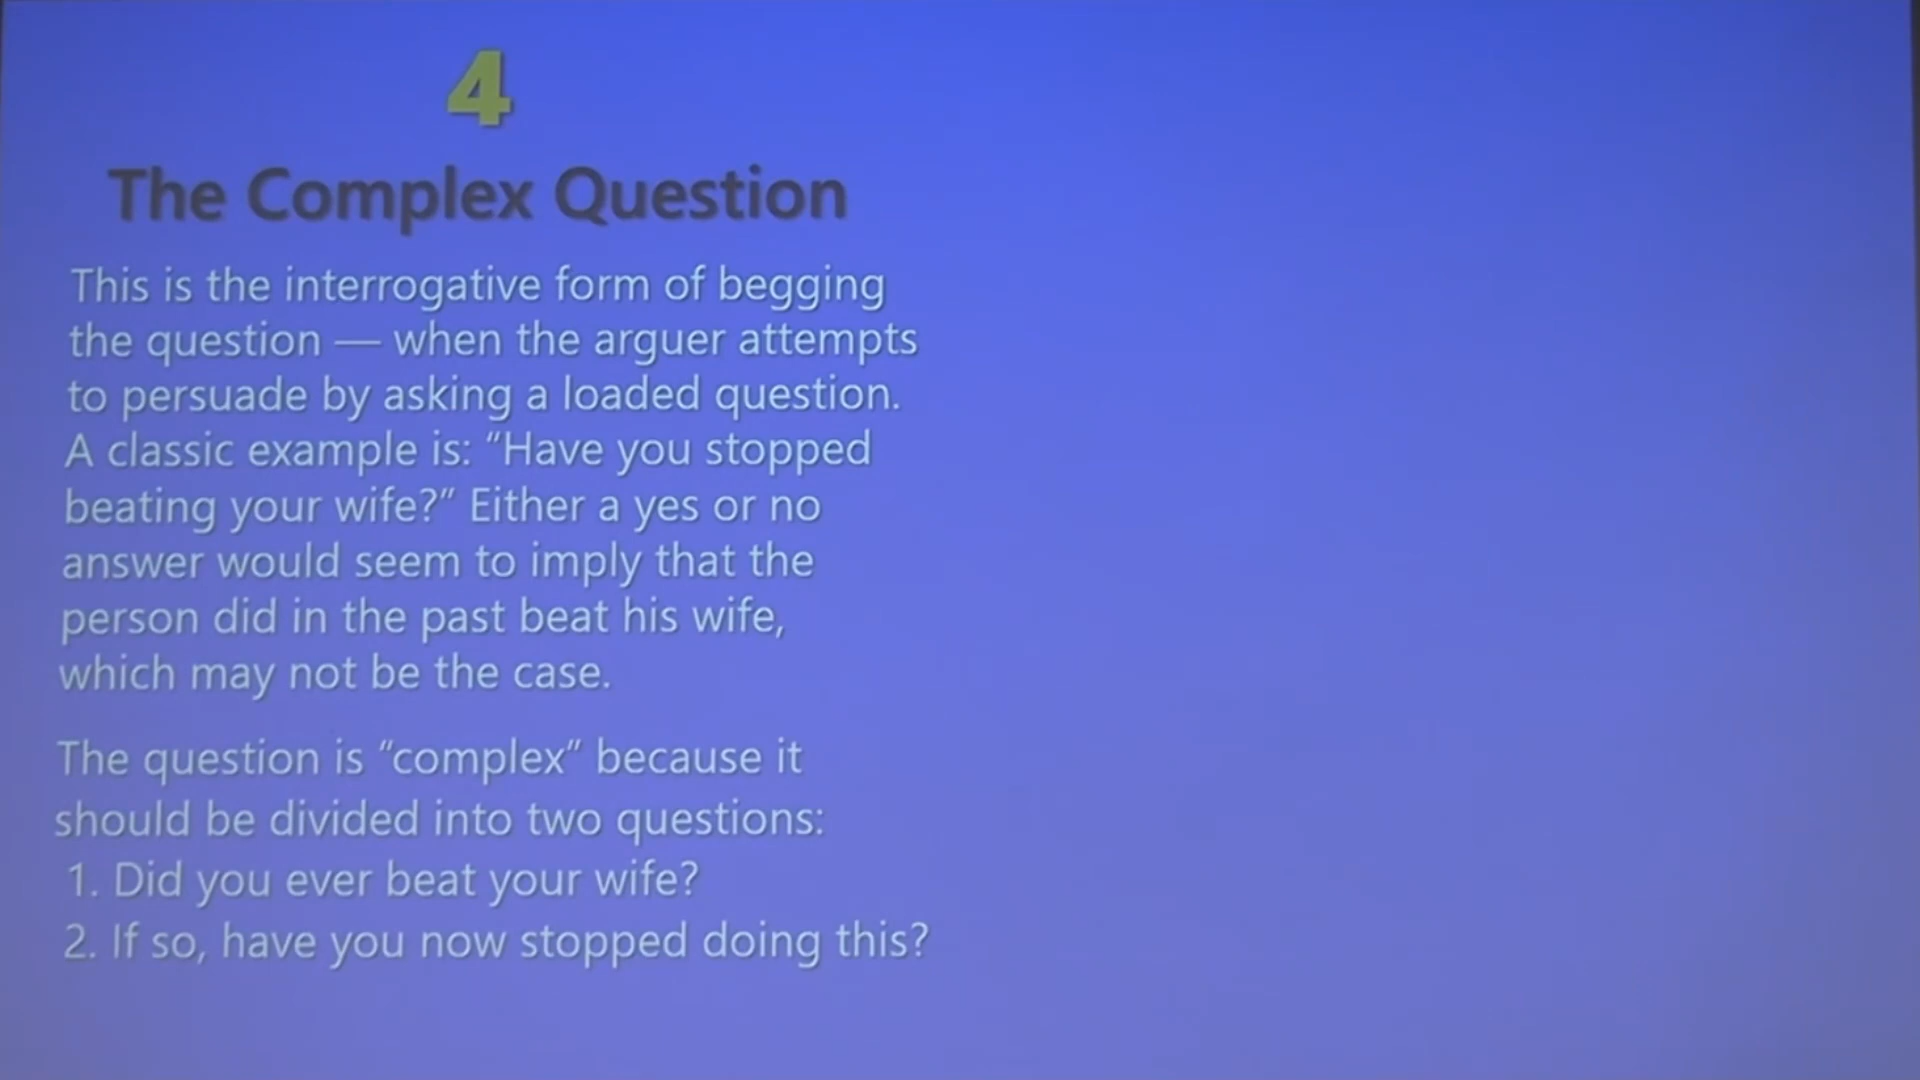 4
The Complex Question
This is the interrogative form of begging
the question — when the arguer attempts
to persuade by asking a loaded question.
A classic example is: “Have you stopped
beating your wife?” Either a yes or no
answer would seem to imply that the
person did in the past beat his wife,
which may not be the case.
The question is “complex” because it
should be divided into two questions:
1. Did you ever beat your wife?
2. If so, have you now stopped doing this?